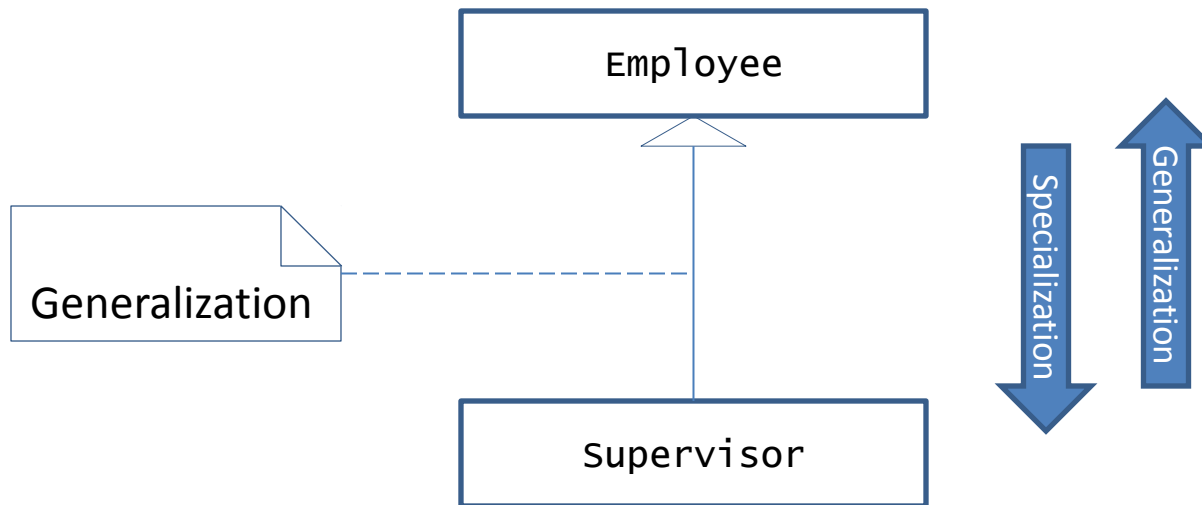 Employee
Generalization
Specialization
Generalization
Supervisor